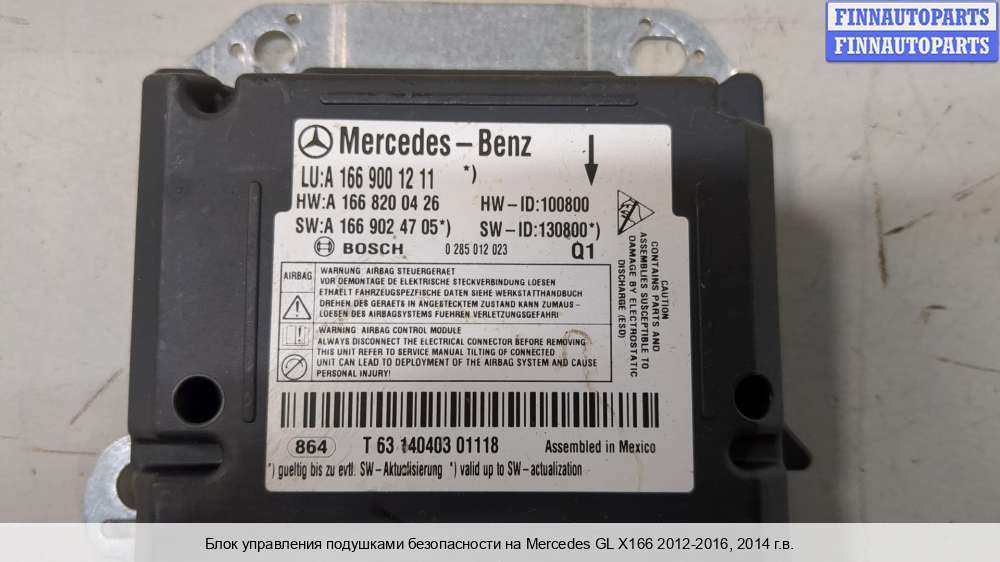 FINNAUTOPARTS
FINNAUTOPARTS
Mercedes-Benz
LU:A 166 900 12 11 *)
HW:A 166 820 04 26 HW-ID:100800
SW:A 166 902 47 05*) SW-ID:130800*)
BOSCH 0 285 012 023 Q1
AIRBAG
WARNUNG: AIRBAG STEUERGERAET
VOR DEMONTAGE DE ELEKTRISCHE STECKVERBINDUNG LOESEN
ETHAELT FAHRZEUGSPEZFISCHE DATEN SIEHE WERKSTATTHANDBUCH
DREHEN DES GERAETS IN ANGESTECKTEM ZUSTAND KANN ZUMAUS-
LOESEN DES AIRBAGSYSTEMS FUEHREN VERLETZUNGSGEFAHR!
WARNING: AIRBAG CONTROL MODULE
ALWAYS DISCONNECT THE ELECTRICAL CONNECTOR BEFORE REMOVING
THIS UNIT REFER TO SERVICE MANUAL TILTING OF CONNECTED
UNIT CAN LEAD TO DEPLOYMENT OF THE AIRBAG SYSTEM AND CAUSE
PERSONAL INJURY!
CAUTION
CONTAINS PARTS AND
ASSEMBLIES SUSCEPTIBLE TO
DAMAGE BY ELECTROSTATIC
DISCHARGE (ESD)
864 T 63 140403 01118 Assembled in Mexico
*) gueltig bis zu evtl. SW-Aktualisierung *) valid up to SW-actualization
Блок управления подушками безопасности на Mercedes GL X166 2012-2016, 2014 г.в.